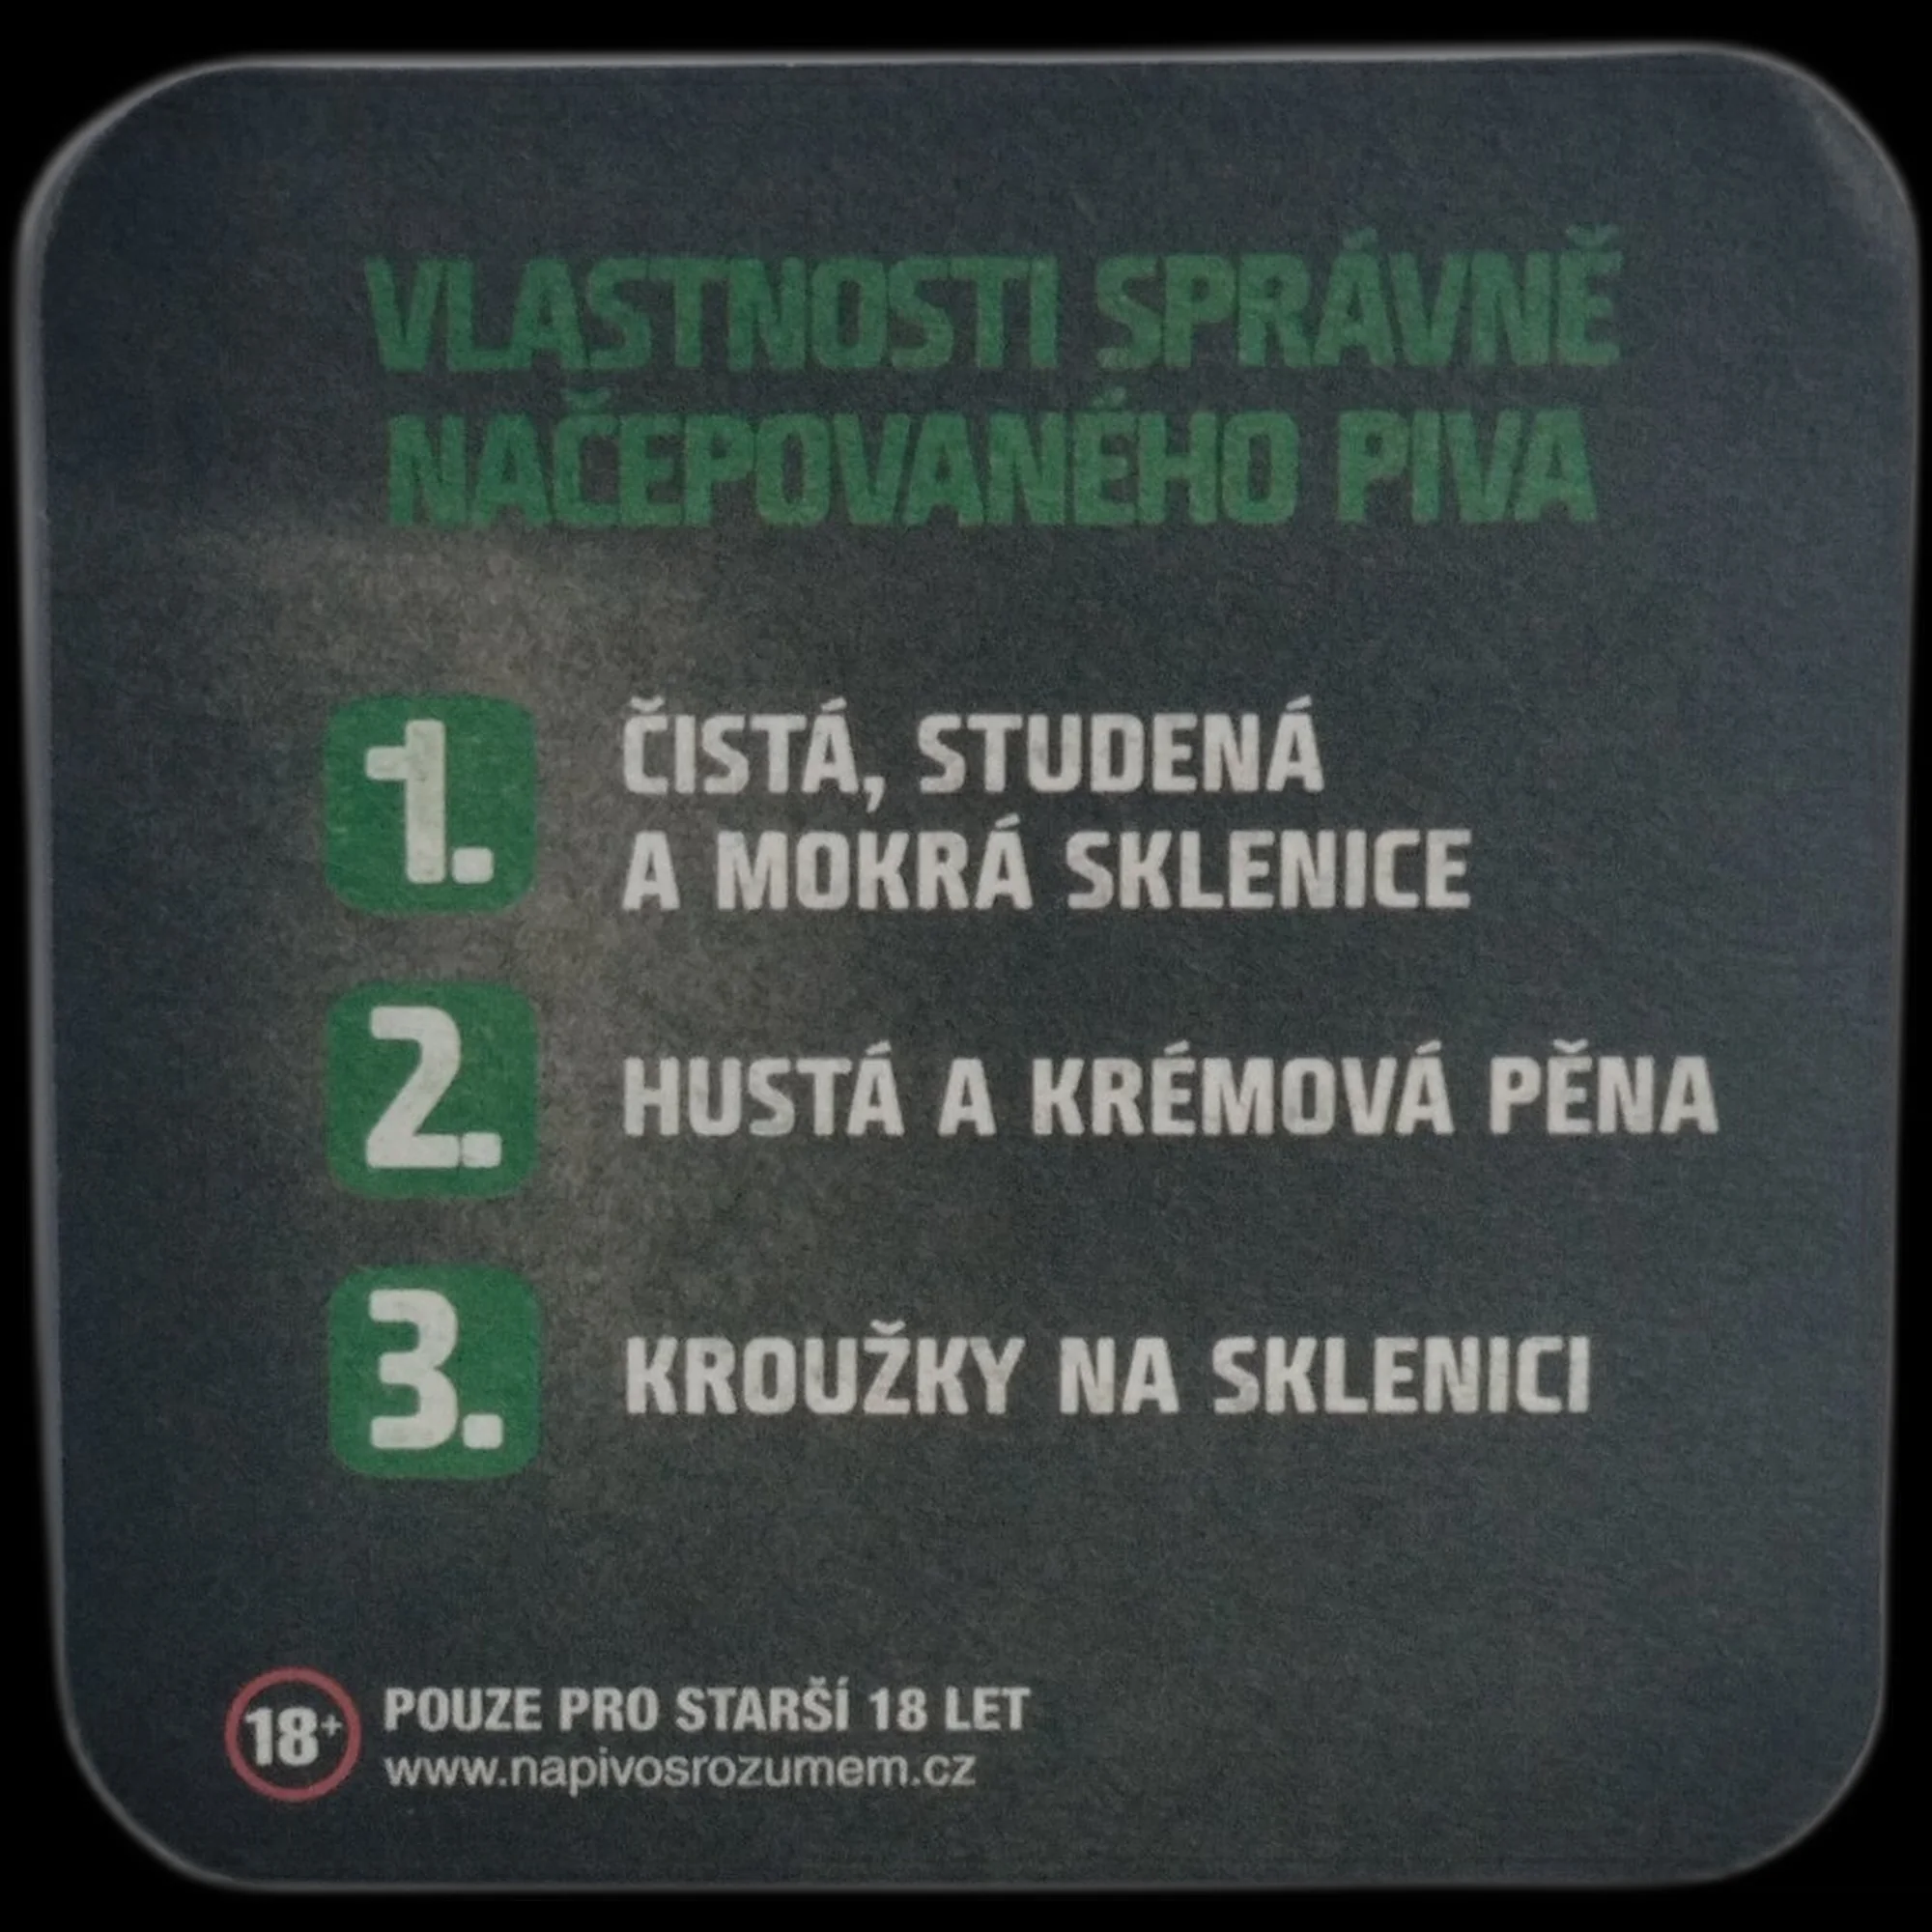 VLASTNOSTI SPRÁVNĚ
NAČEPOVANÉHO PIVA
1. ČISTÁ, STUDENÁ
A MOKRÁ SKLENICE
2. HUSTÁ A KRÉMOVÁ PĚNA
3. KROUŽKY NA SKLENICI
18+ POUZE PRO STARŠÍ 18 LET
www.napivosrozumem.cz